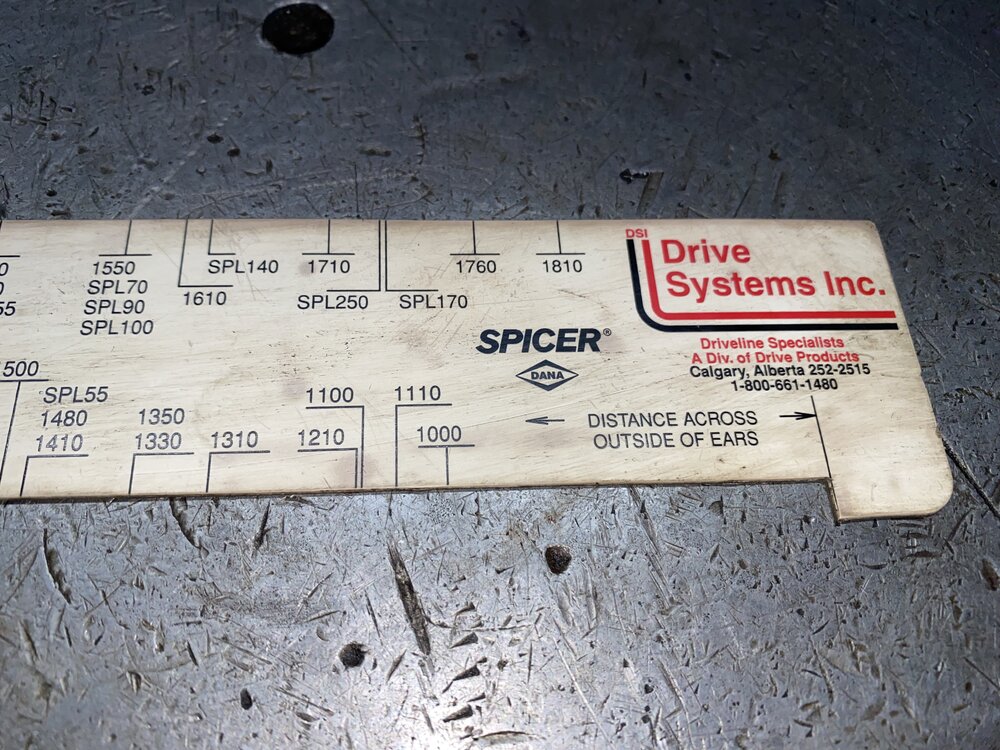 1550
SPL70
SPL90
SPL100
1610
SPL140
1710
SPL250
SPL170
1760
1810
DSI
Drive
Systems Inc.
SPICER®
DANA
Driveline Specialists
A Div. of Drive Products
Calgary, Alberta 252-2515
1-800-661-1480
500
SPL55
1480
1410
1350
1330
1310
1100
1210
1110
1000
DISTANCE ACROSS
OUTSIDE OF EARS